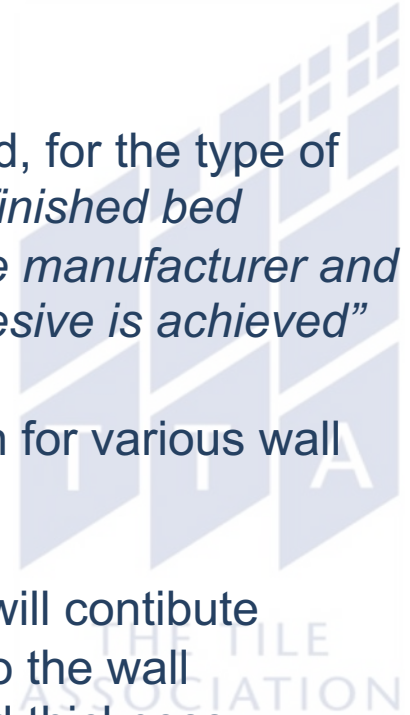 d, for the type of
finished bed
e manufacturer and
esive is achieved”
n for various wall
T T A
will contibute
THE TILE
o the wall
ASSOCIATION